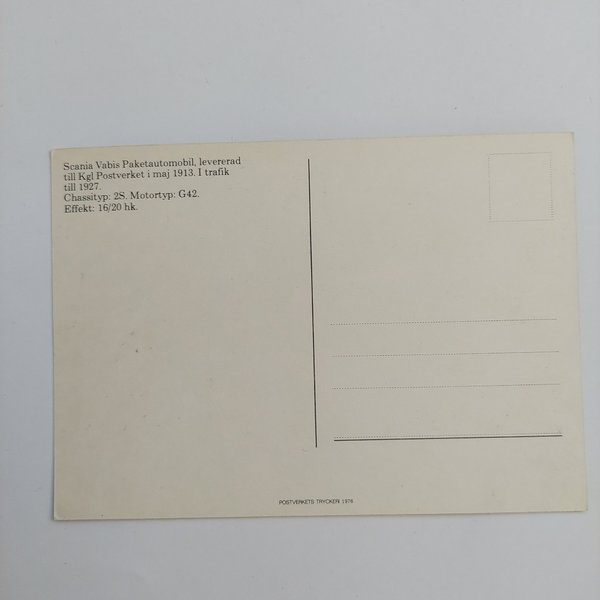 Scania Vabis Paketautomobil, levererad
till Kgl Postverket i maj 1913. I trafik
till 1927.
Chassityp: 2S. Motortyp: G42.
Effekt: 16/20 hk.
POSTVERKETS TRYCKERI 1976